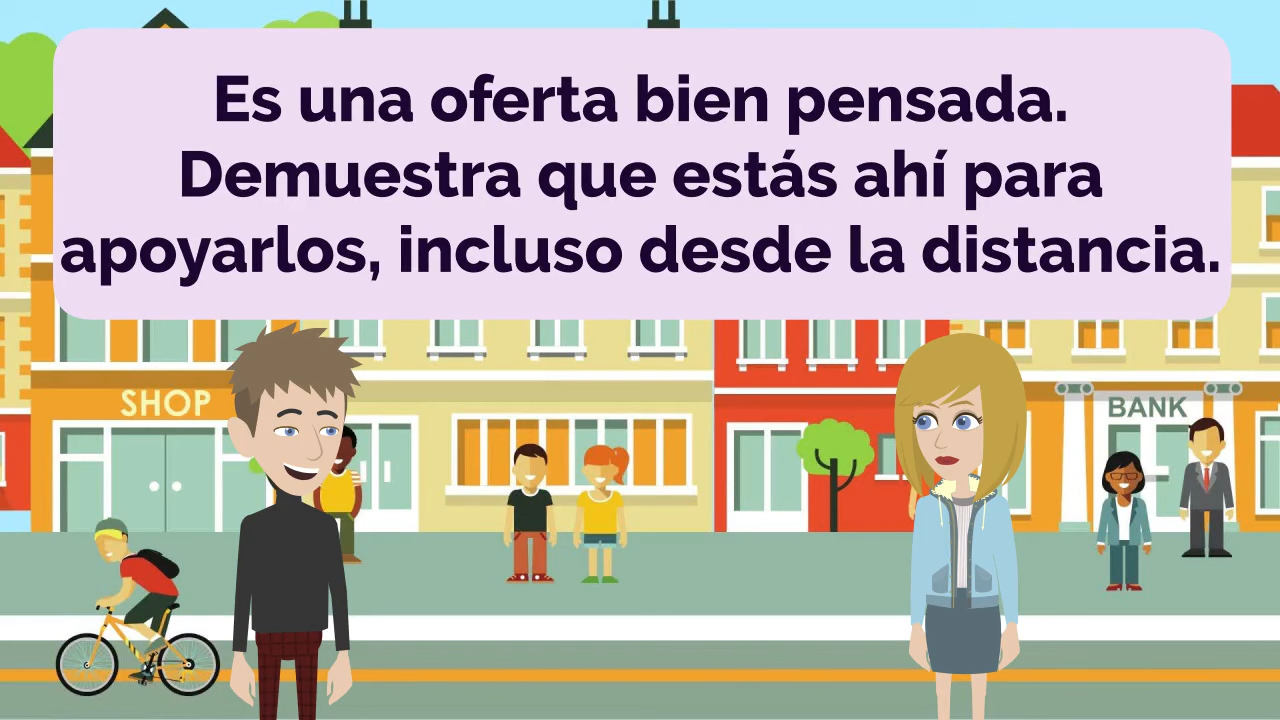 Es una oferta bien pensada.
Demuestra que estás ahí para
apoyarlos, incluso desde la distancia.
SHOP
BANK